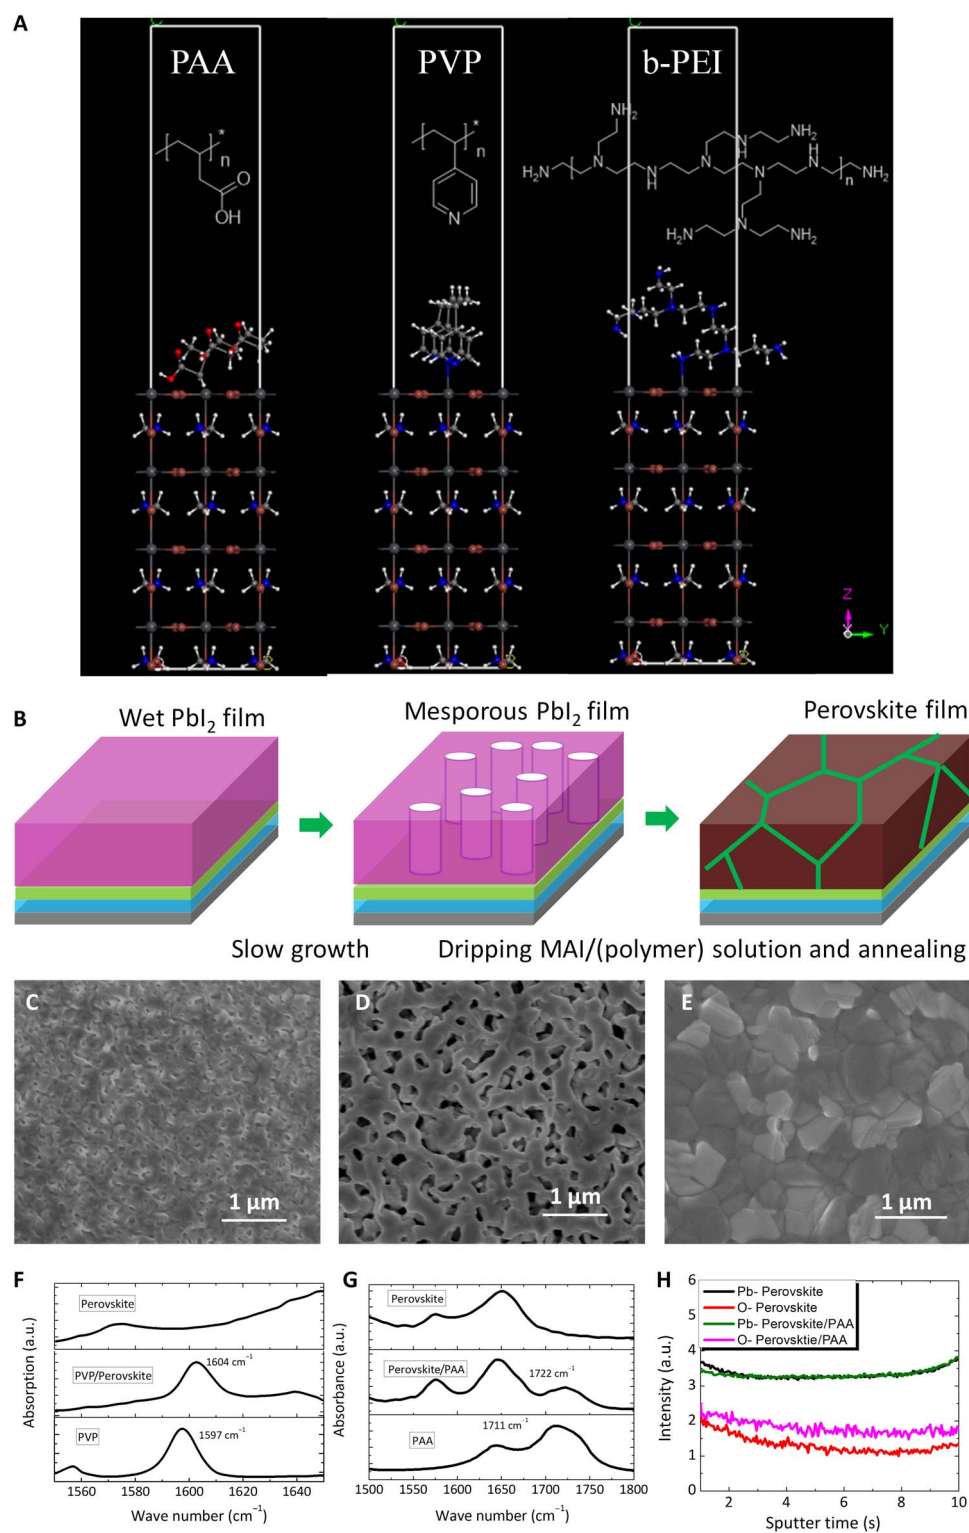 A
PAA
PVP
b-PEI
*
n
O
OH
*
n
N
NH₂
N
H₂N
N
H
N
N
H
NH₂
N
H
N
n
NH₂
H₂N
N
NH₂
Z
Y
B
Wet PbI₂ film
Mesporous PbI₂ film
Perovskite film
Slow growth
Dripping MAI/(polymer) solution and annealing
C
1 μm
D
1 μm
E
1 μm
F
Perovskite
PVP/Perovskite
1604 cm⁻¹
PVP
1597 cm⁻¹
Absorption (a.u.)
1560 1580 1600 1620 1640
Wave number (cm⁻¹)
G
Perovskite
Perovskite/PAA
1722 cm⁻¹
PAA
1711 cm⁻¹
Absorbance (a.u.)
1500 1550 1600 1650 1700 1750 1800
Wave number (cm⁻¹)
H
Pb- Perovskite
O- Perovskite
Pb- Perovskite/PAA
O- Perovsktie/PAA
Intensity (a.u.)
6
5
4
3
2
1
0
2 4 6 8 10
Sputter time (s)